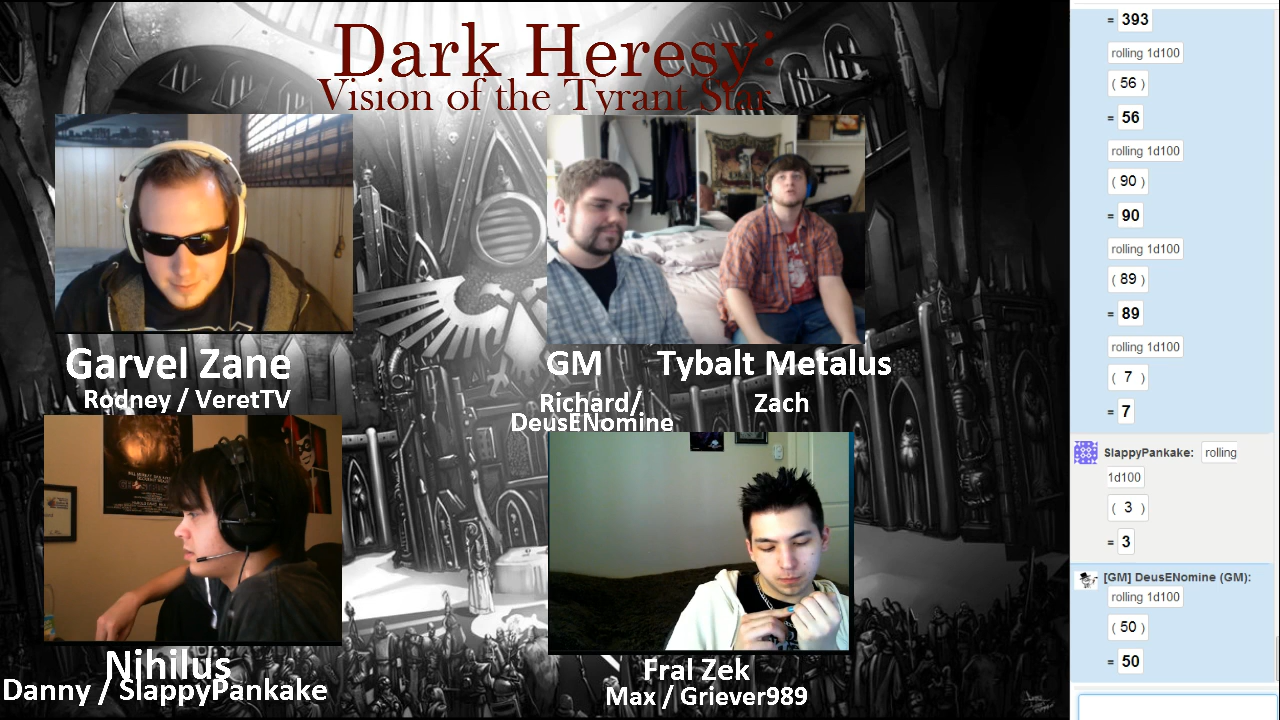 Dark Heresy:
Vision of the Tyrant Star
Garvel Zane
Rodney / VeretTV
GM
Richard/
DeusENomine
Tybalt Metalus
Zach
Nihilus
Danny / SlappyPankake
Fral Zek
Max / Griever989
= 393
rolling 1d100
( 56 )
= 56
rolling 1d100
( 90 )
= 90
rolling 1d100
( 89 )
= 89
rolling 1d100
( 7 )
= 7
SlappyPankake: rolling
1d100
( 3 )
= 3
[GM] DeusENomine (GM):
rolling 1d100
( 50 )
= 50